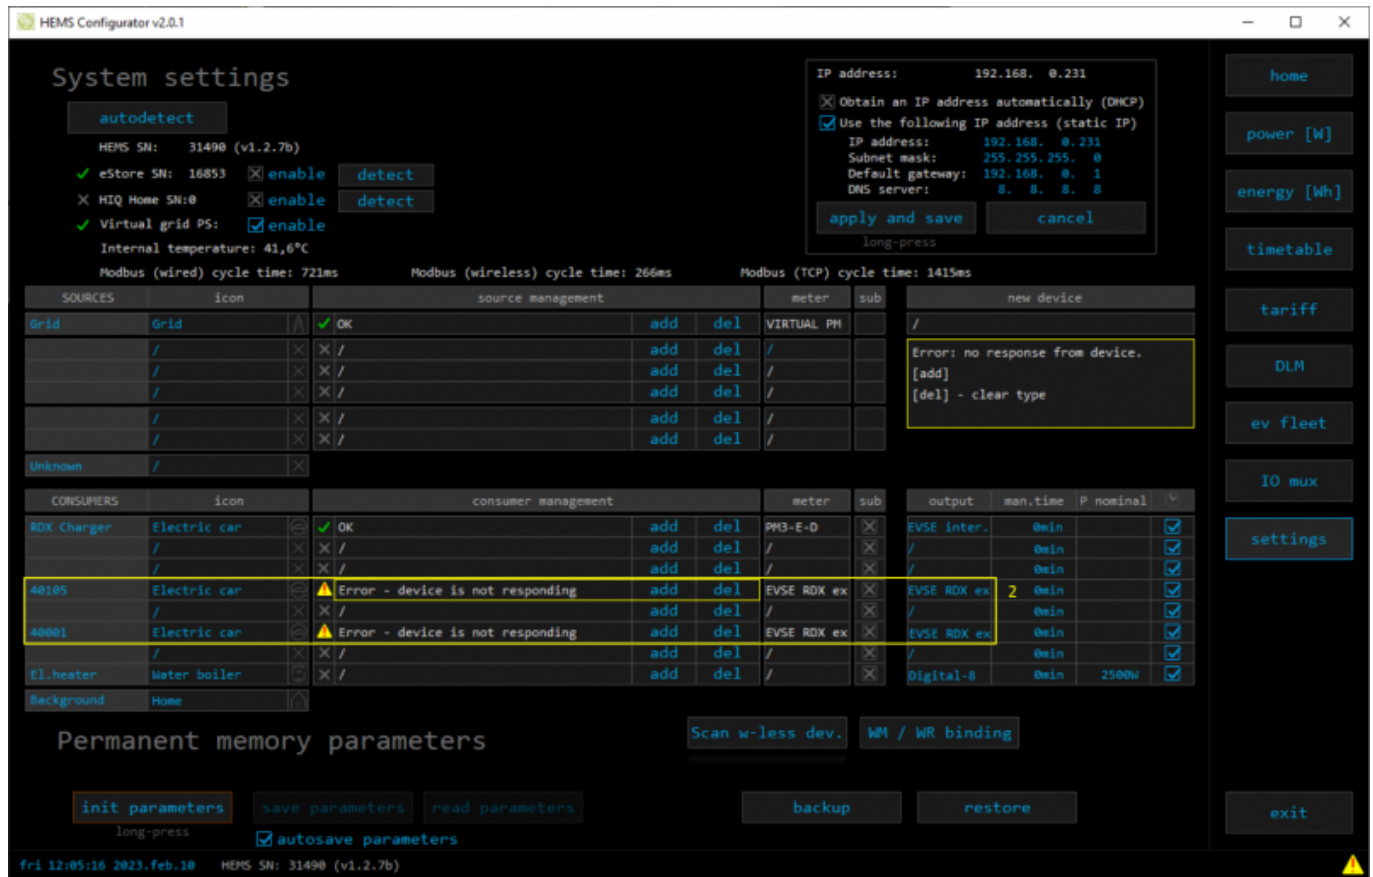 HEMS Configurator v2.0.1
System settings
autodetect
HEMS SN: 31490 (v1.2.7b)
eStore SN: 16853 enable detect
HIQ Home SN:0 enable detect
Virtual grid PS: enable
Internal temperature: 41,6°C
Modbus (wired) cycle time: 721ms Modbus (wireless) cycle time: 266ms Modbus (TCP) cycle time: 1415ms
IP address: 192.168. 0.231
Obtain an IP address automatically (DHCP)
Use the following IP address (static IP)
IP address: 192.168. 0.231
Subnet mask: 255.255.255. 0
Default gateway: 192.168. 0. 1
DNS server: 8. 8. 8. 8
apply and save cancel
long-press
home
power [W]
energy [Wh]
timetable
tariff
DLM
ev fleet
IO mux
settings
exit
SOURCES icon source management meter sub new device
Grid Grid OK add del VIRTUAL PM /
/ / add del /
/ / add del /
/ / add del /
/ / add del /
/ / add del /
Unknown /
Error: no response from device.
[add]
[del] - clear type
CONSUMERS icon consumer management meter sub output man.time P nominal
RDX Charger Electric car OK add del PM3-E-D EVSE inter. 0min
/ / add del / / 0min
/ / add del / / 0min
40105 Electric car Error - device is not responding add del EVSE RDX ex EVSE RDX ex 2 0min
/ / add del / / 0min
40001 Electric car Error - device is not responding add del EVSE RDX ex EVSE RDX ex 0min
/ / add del / / 0min
El.heater Water boiler / add del / Digital-8 0min 2500W
Background Home
Permanent memory parameters
Scan w-less dev. WM / WR binding
init parameters save parameters read parameters backup restore
long-press
autosave parameters
fri 12:05:16 2023.feb.10 HEMS SN: 31490 (v1.2.7b)